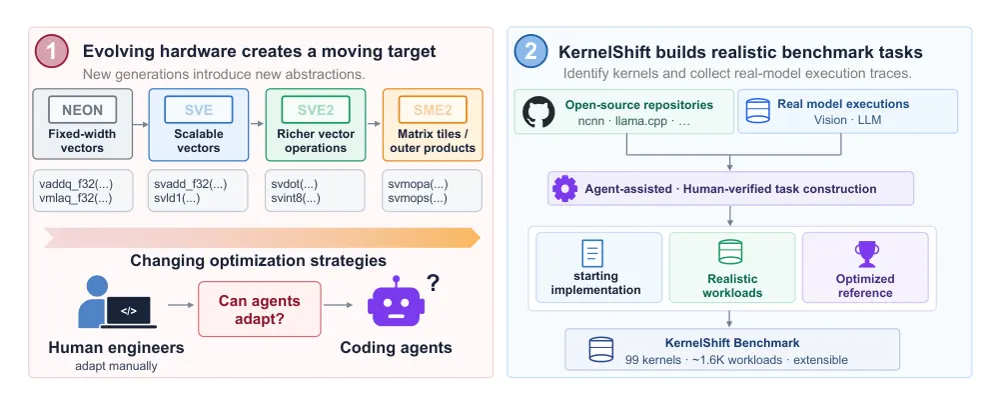 1
Evolving hardware creates a moving target
New generations introduce new abstractions.
NEON
Fixed-width
vectors
SVE
Scalable
vectors
SVE2
Richer vector
operations
SME2
Matrix tiles /
outer products
vaddq_f32(...)
vmlaq_f32(...)
svadd_f32(...)
svld1(...)
svdot(...)
svint8(...)
svmopa(...)
svmops(...)
Changing optimization strategies
</>
Human engineers
adapt manually
Can agents
adapt?
?
Coding agents
2
KernelShift builds realistic benchmark tasks
Identify kernels and collect real-model execution traces.
Open-source repositories
ncnn · llama.cpp · …
Real model executions
Vision · LLM
Agent-assisted · Human-verified task construction
starting
implementation
Realistic
workloads
Optimized
reference
KernelShift Benchmark
99 kernels · ~1.6K workloads · extensible